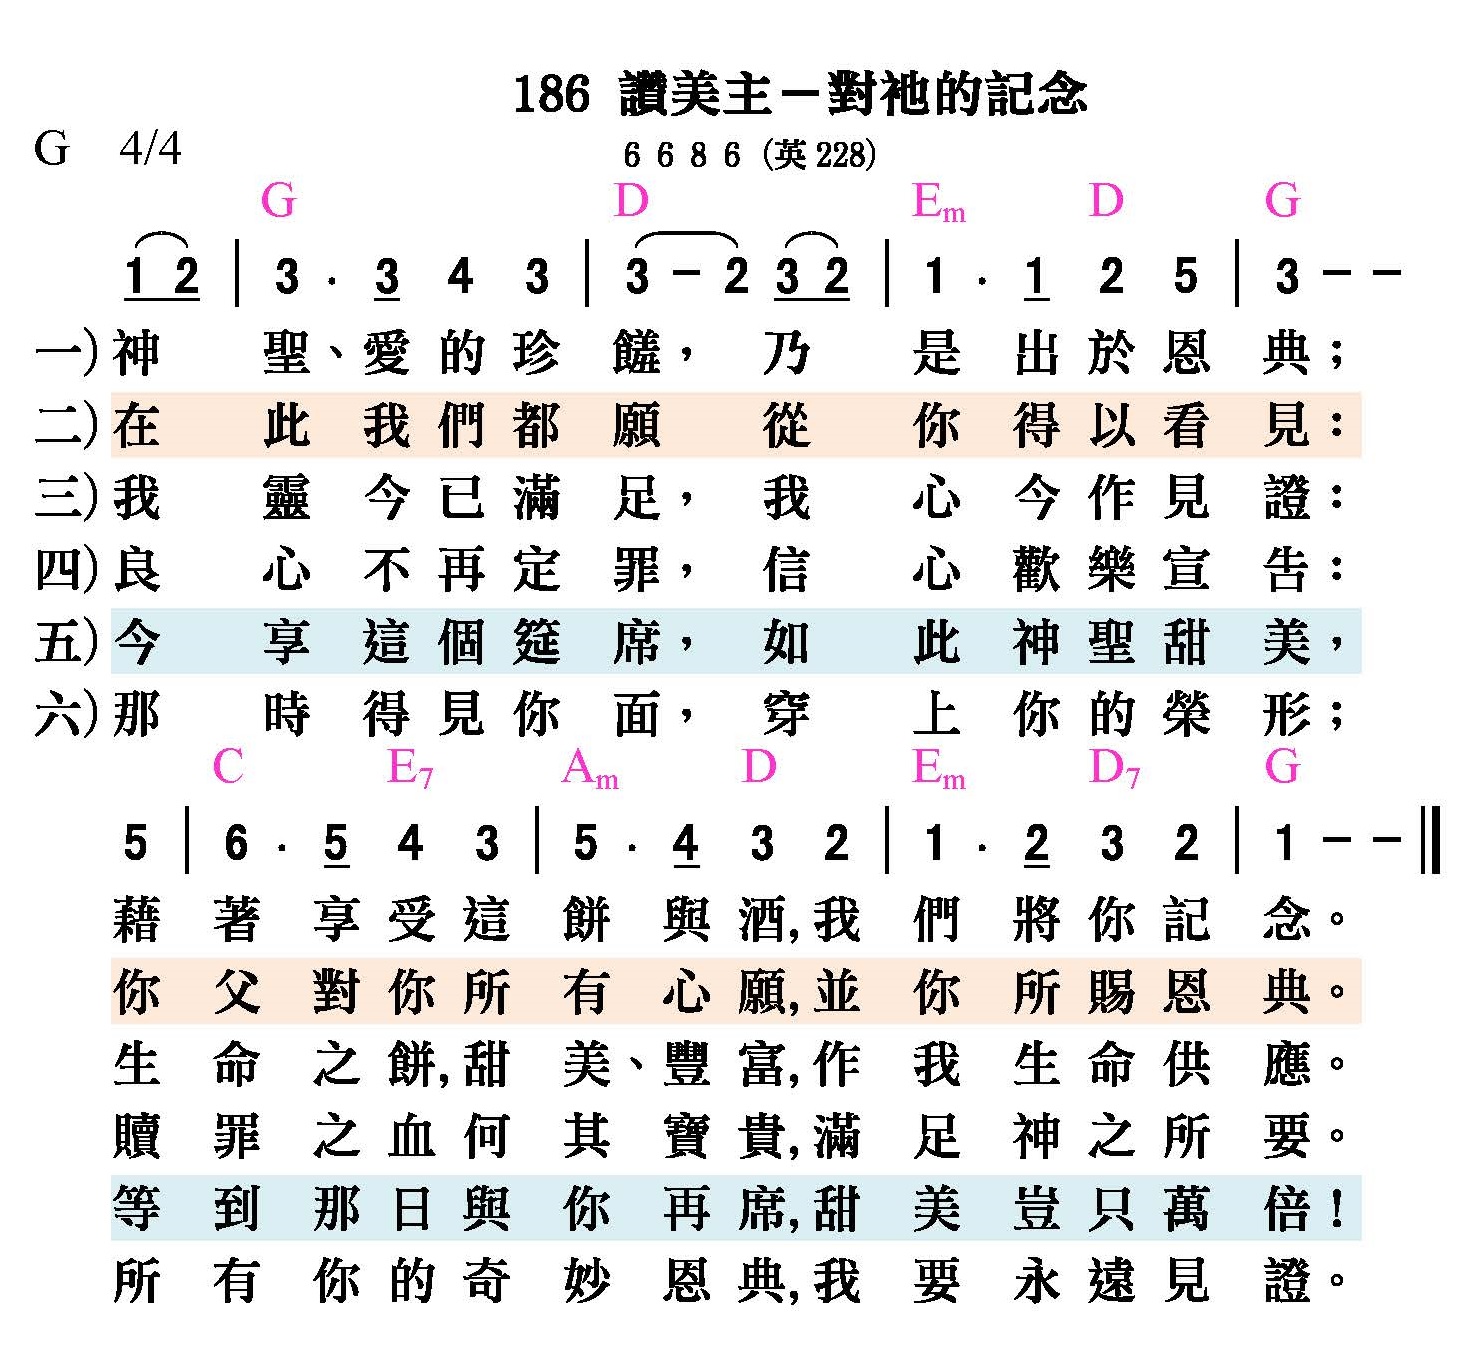 186 讚美主－對祂的記念
G 4/4 6 6 8 6 (英228)
G D Em D G
1 2 | 3 . 3 4 3 | 3 – 2 3 2 | 1 . 1 2 5 | 3 – –
一)神聖、愛的珍饈，乃是出於恩典；
二)在此我們都願從你得以看見：
三)我靈今已滿足，我心今作見證：
四)良心不再定罪，信心歡樂宣告：
五)今享這個筵席，如此神聖甜美，
六)那時得見你面，穿上你的榮形；
C E7 Am D Em D7 G
5 | 6 . 5 4 3 | 5 . 4 3 2 | 1 . 2 3 2 | 1 – – ‖
藉著享受這餅與酒,我們將你記念。
你父對你所有心願,並你所賜恩典。
生命之餅,甜美、豐富,作我生命供應。
贖罪之血何其寶貴,滿足神之所要。
等到那日與你再席,甜美豈只萬倍！
所有你的奇妙恩典,我要永遠見證。